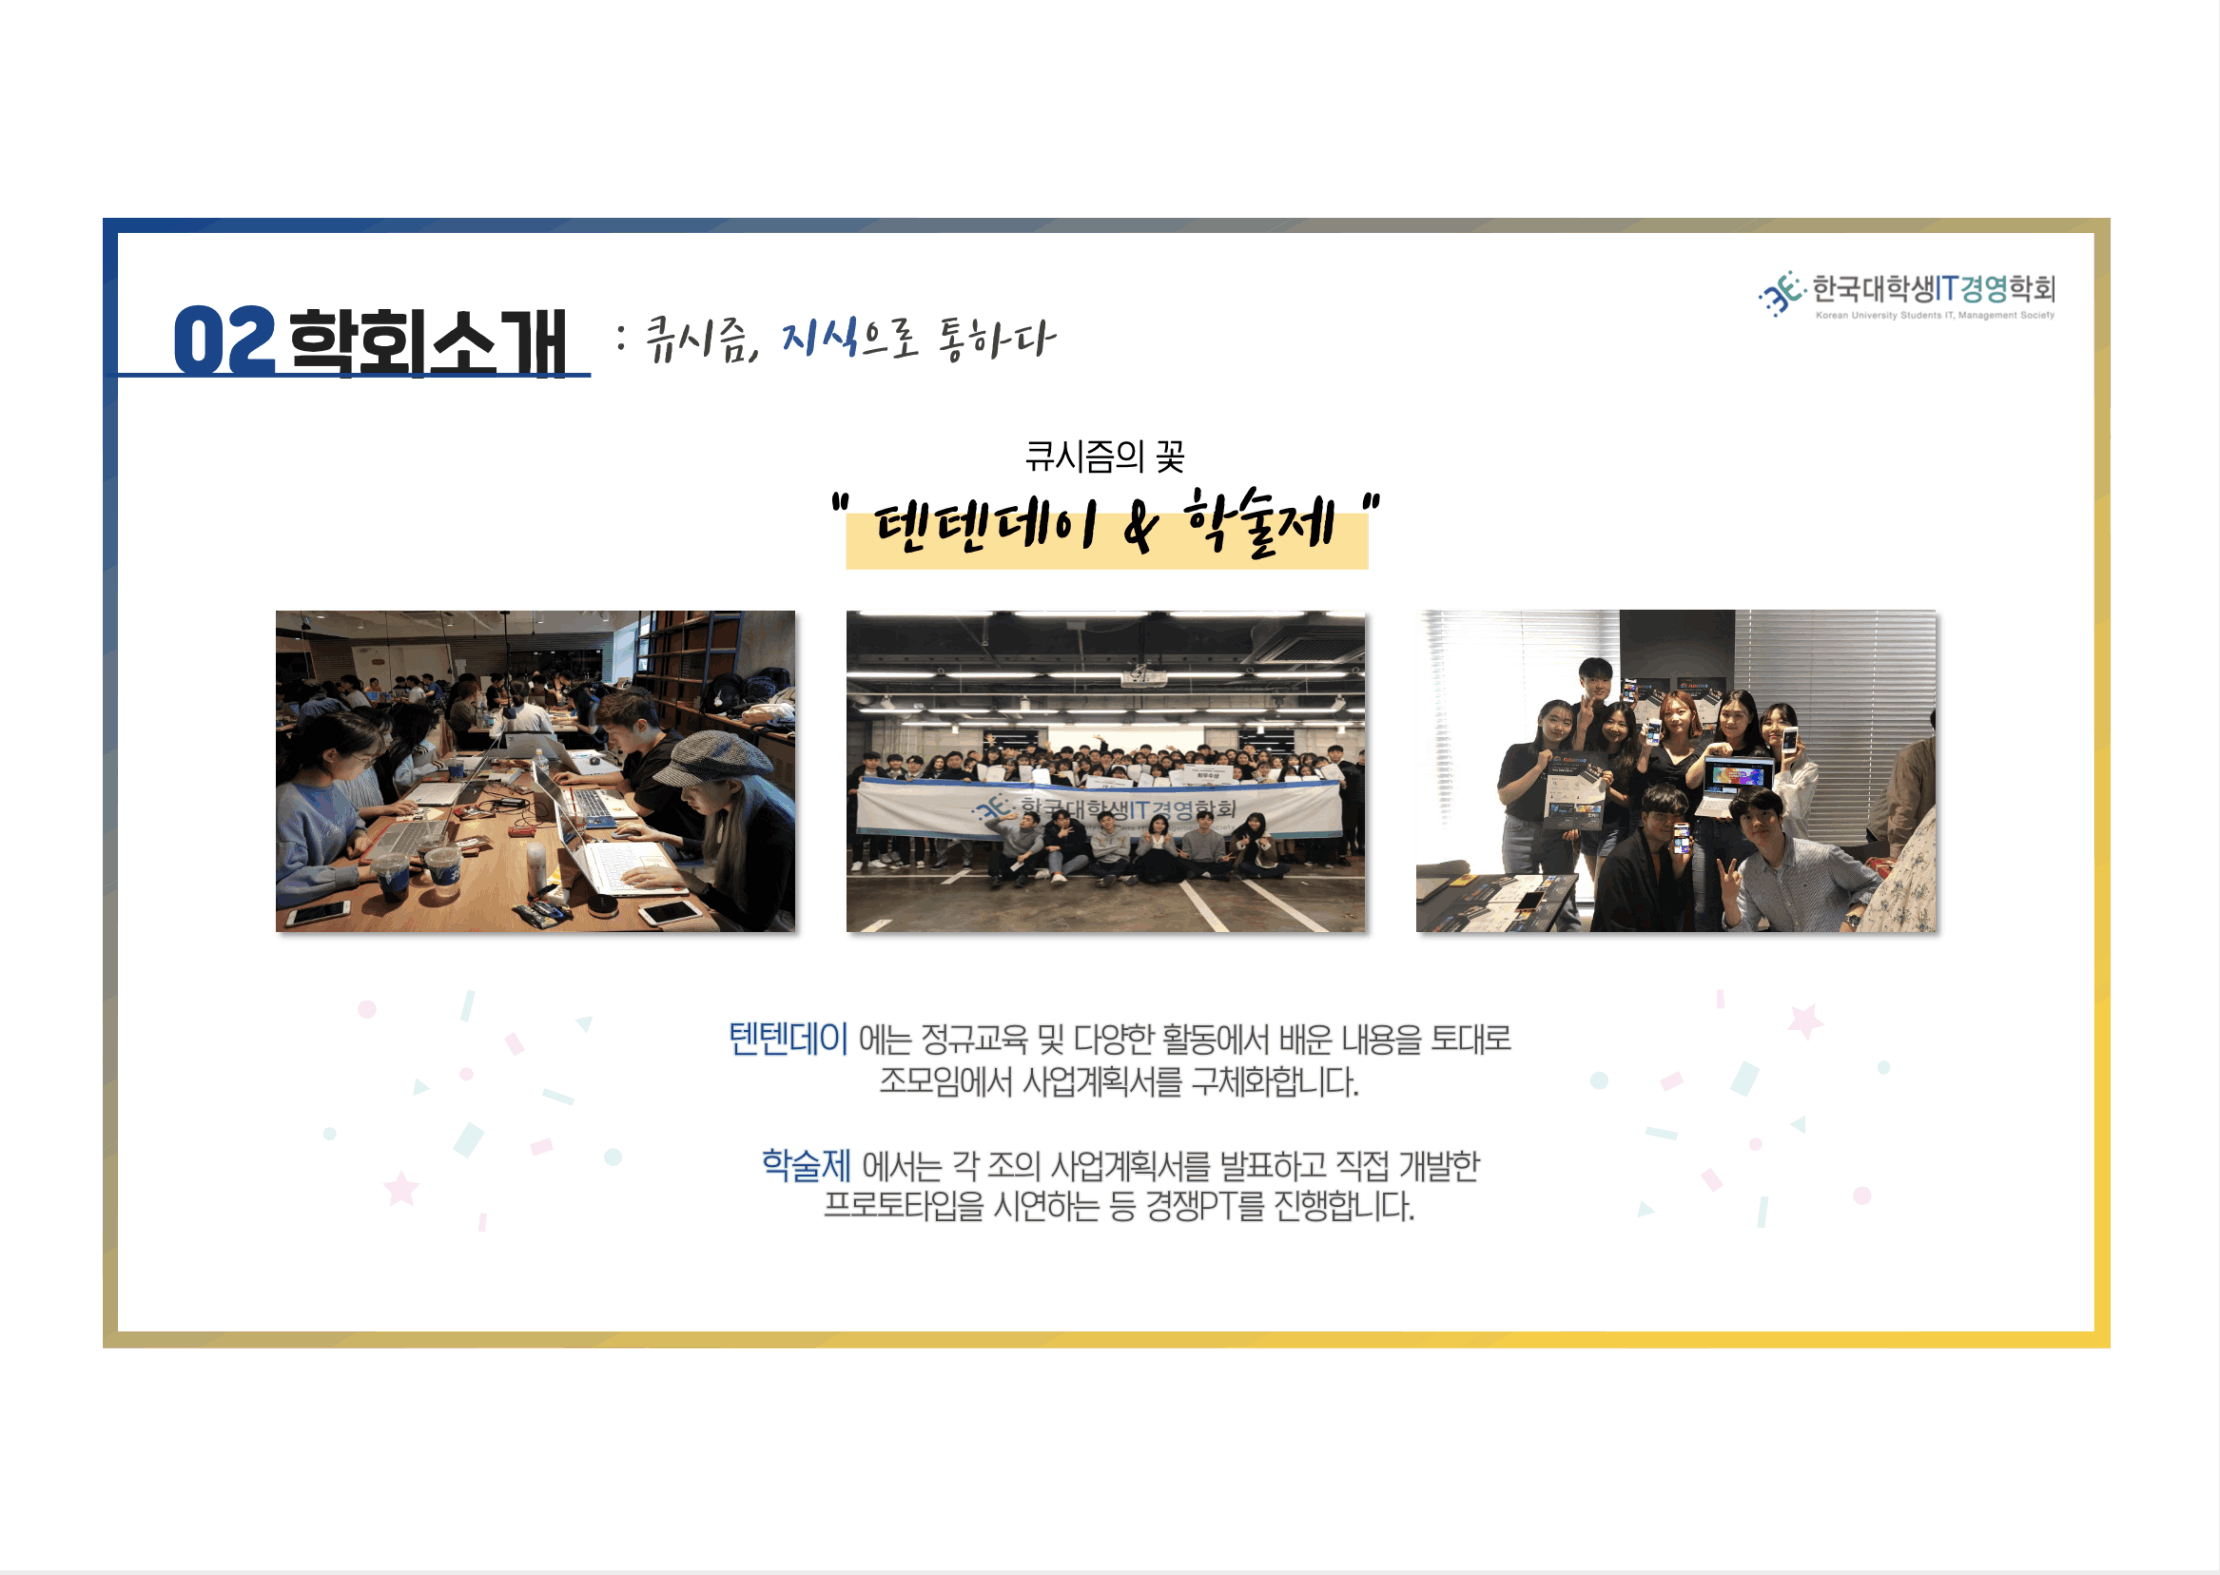 02 학회소개 : 큐시즘, 지식으로 통하다
한국대학생IT경영학회
Korean University Students IT, Management Society
큐시즘의 꽃
" 텐텐데이 & 학술제 "
한국대학생IT경영학회
최우수상
텐텐데이 에는 정규교육 및 다양한 활동에서 배운 내용을 토대로
조모임에서 사업계획서를 구체화합니다.
학술제 에서는 각 조의 사업계획서를 발표하고 직접 개발한
프로토타입을 시연하는 등 경쟁PT를 진행합니다.